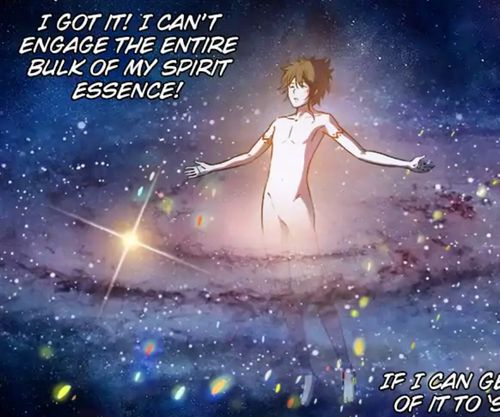 I GOT IT! I CAN'T
ENGAGE THE ENTIRE
BULK OF MY SPIRIT
ESSENCE!
IF I CAN
OF IT TO